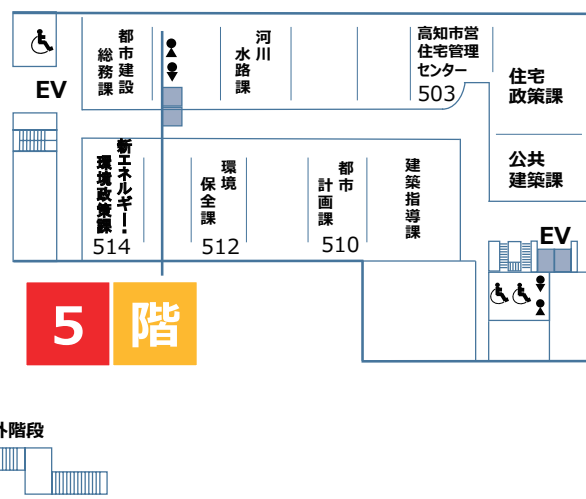 都市建設
総務課
河川
水路課
高知市営
住宅管理
センター
503
住宅
政策課
EV
公共
建築課
新エネルギー・
環境政策課
514
環境
保全課
512
都市
計画課
510
建築指導課
EV
5階
外階段